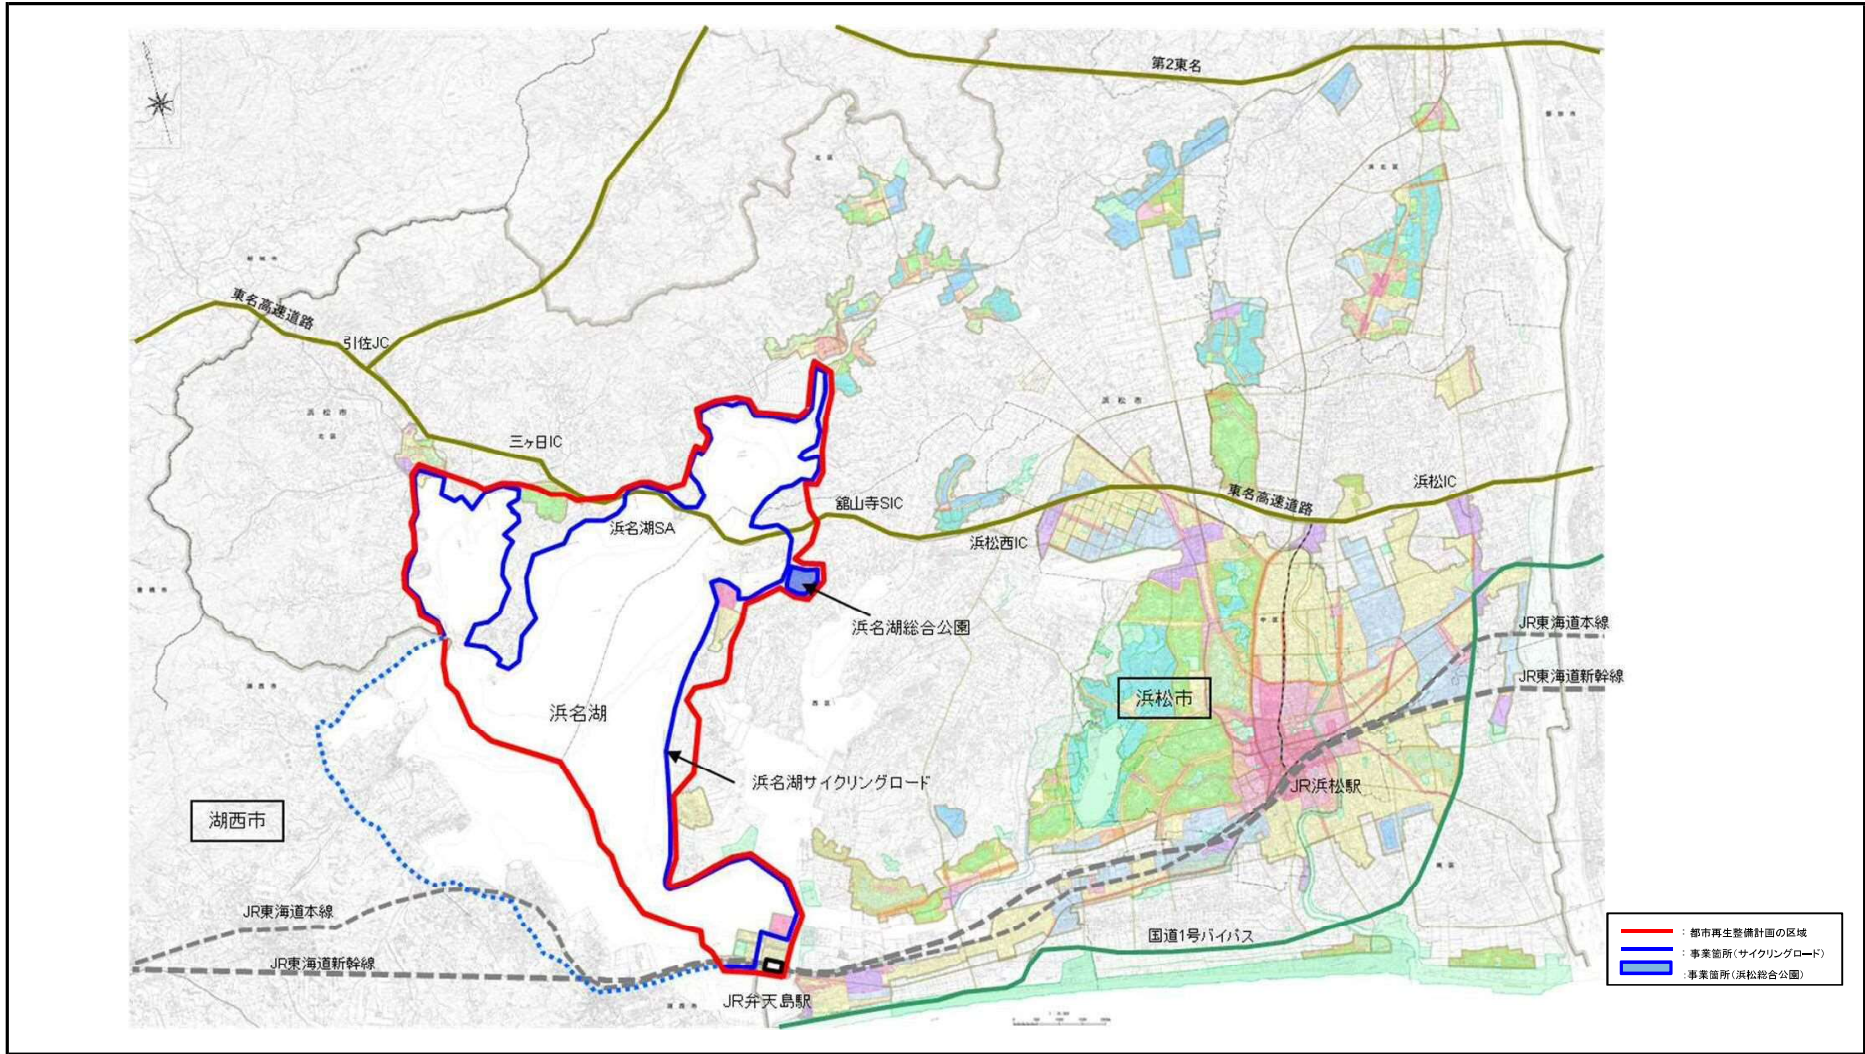 第2東名
東名高速道路
引佐JC
浜松市
北区
三ヶ日IC
浜名湖SA
舘山寺SIC
浜松西IC
東名高速道路
浜松IC
浜名湖総合公園
JR東海道本線
JR東海道新幹線
浜松市
浜名湖
浜名湖サイクリングロード
JR浜松駅
湖西市
JR東海道本線
JR東海道新幹線
国道1号バイパス
JR弁天島駅
：都市再生整備計画の区域
：事業箇所(サイクリングロード)
：事業箇所(浜松総合公園)